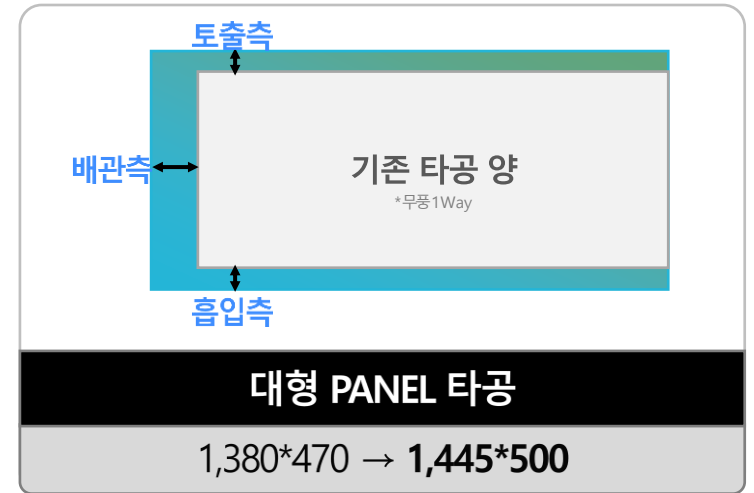 토출측
배관측
기존 타공 양
*무풍1Way
흡입측
대형 PANEL 타공
1,380*470 → 1,445*500